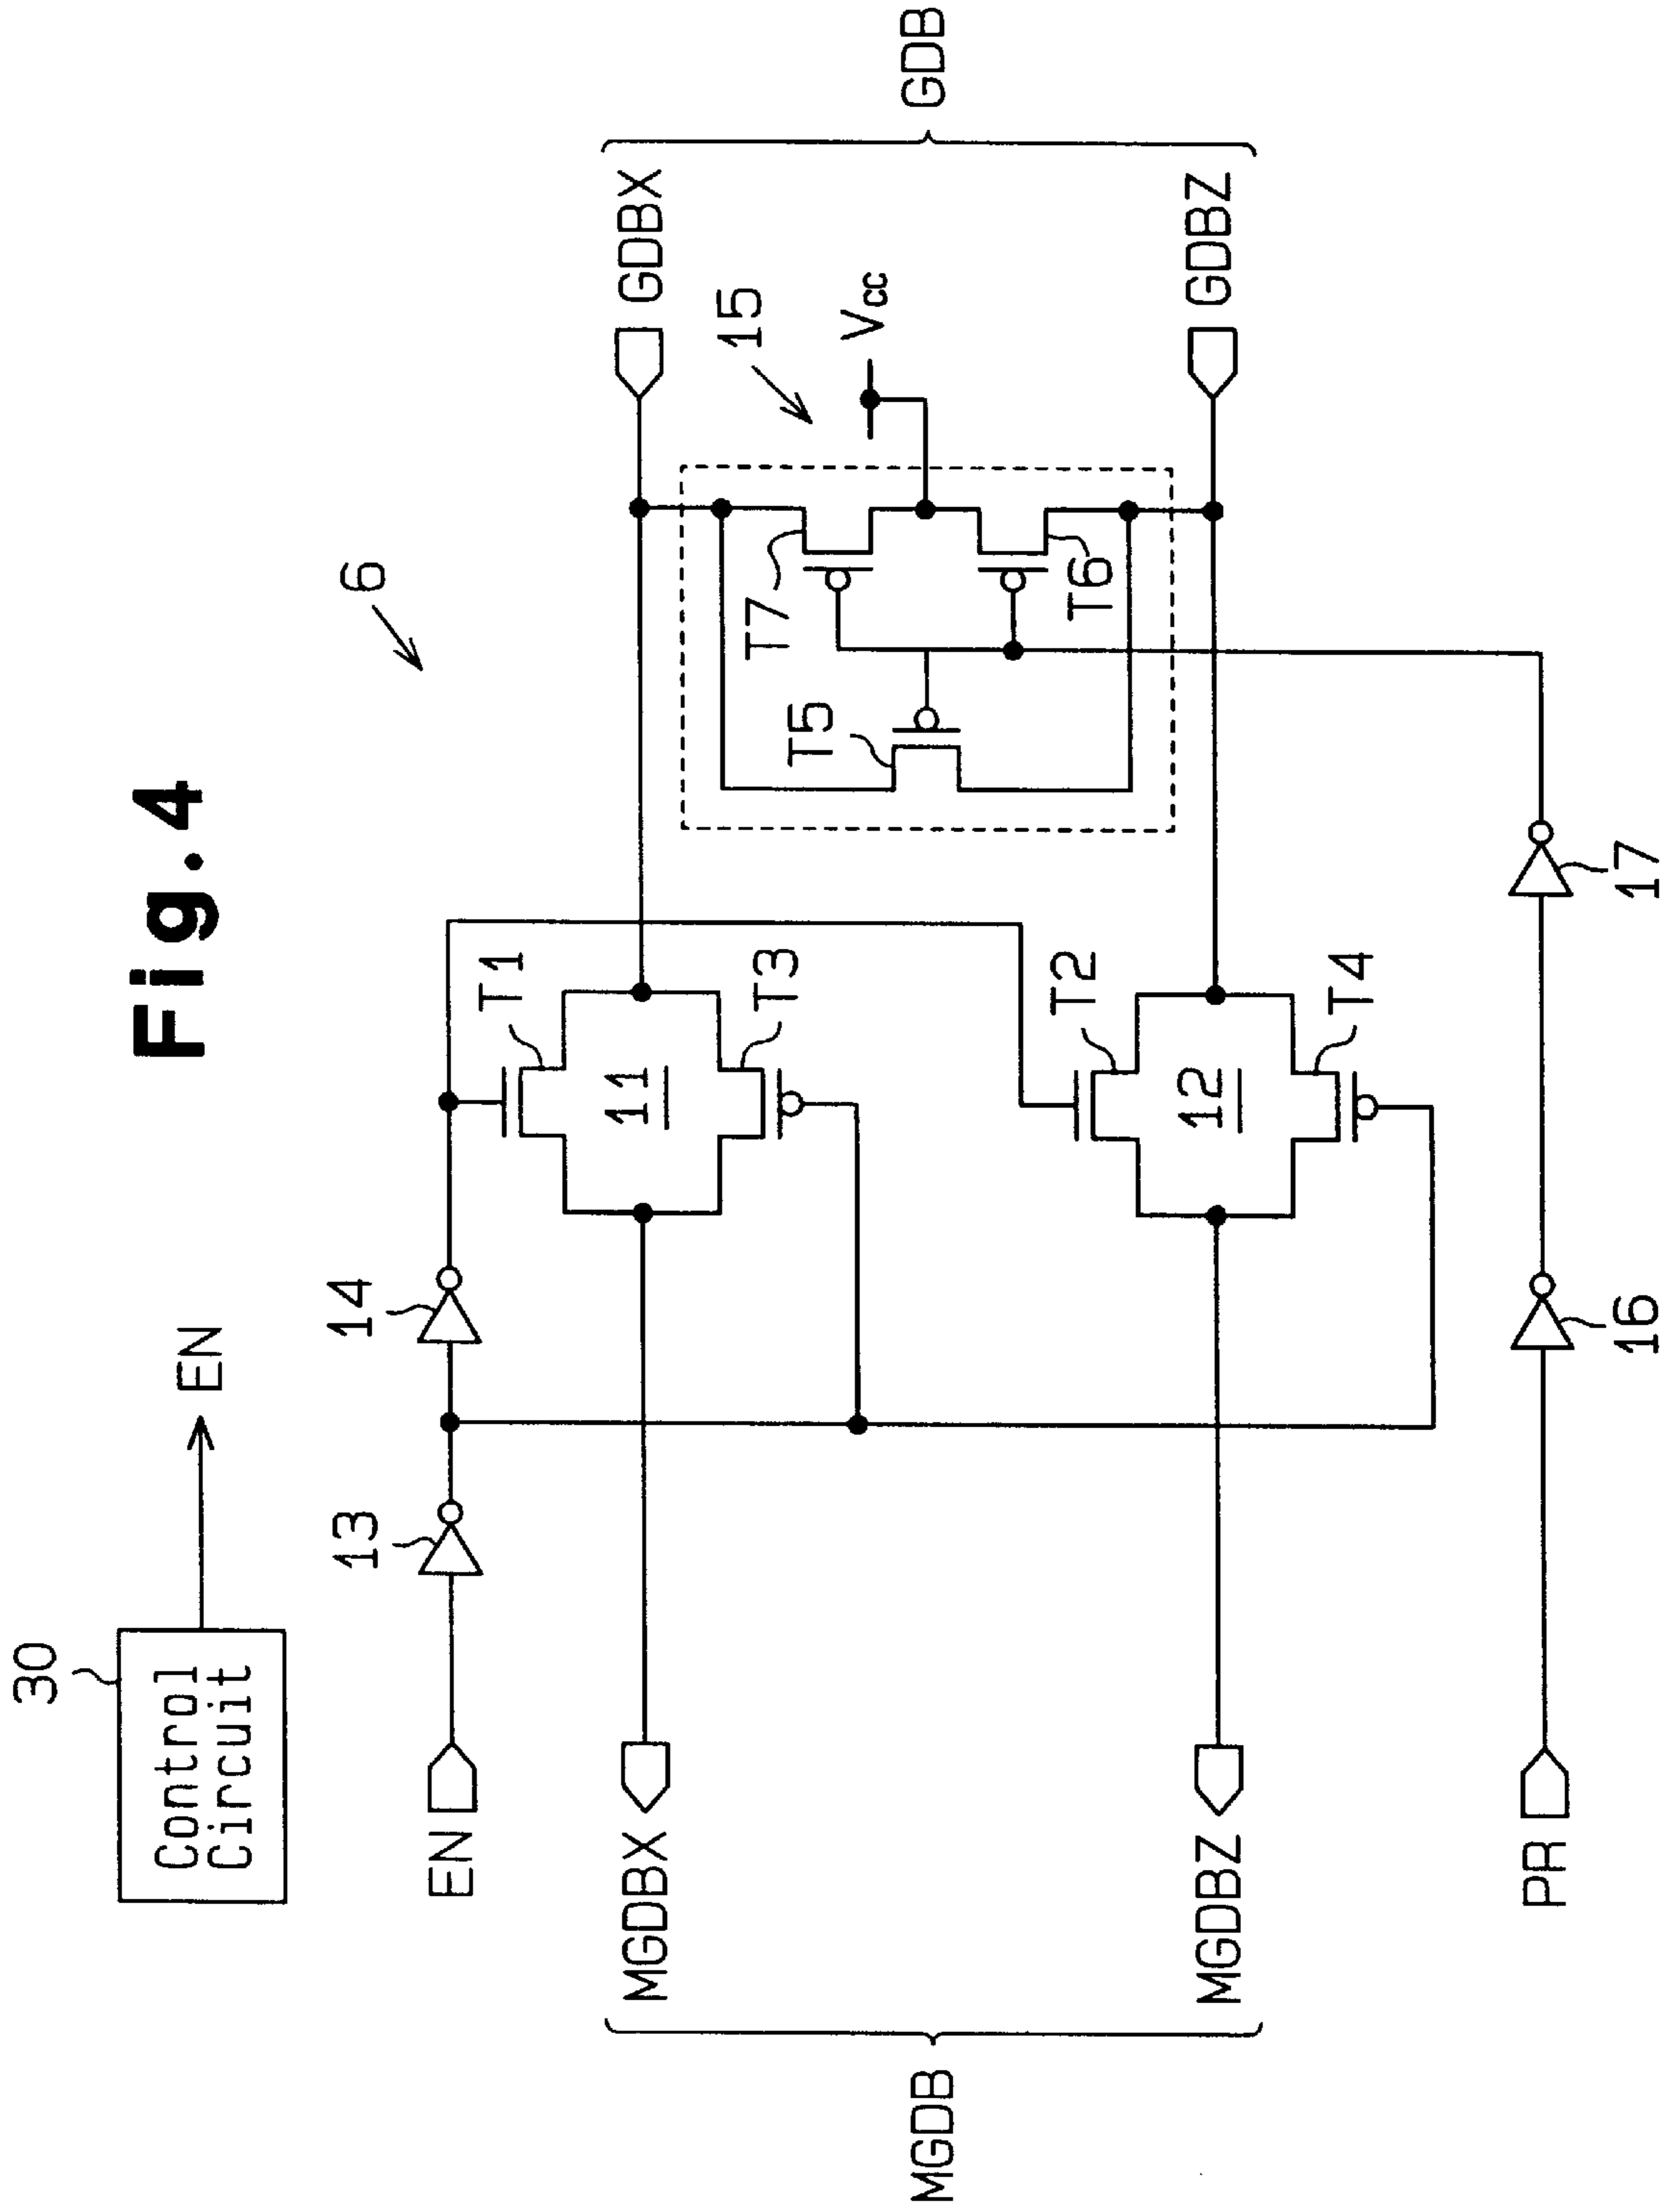 Fig.4
30
Control
Circuit
EN
6
13
14
EN
T1
11
T3
MGDBX
GDBX
MGDB
GDB
15
Vcc
T7
T5
T6
T2
12
T4
MGDBZ
GDBZ
PR
16
17